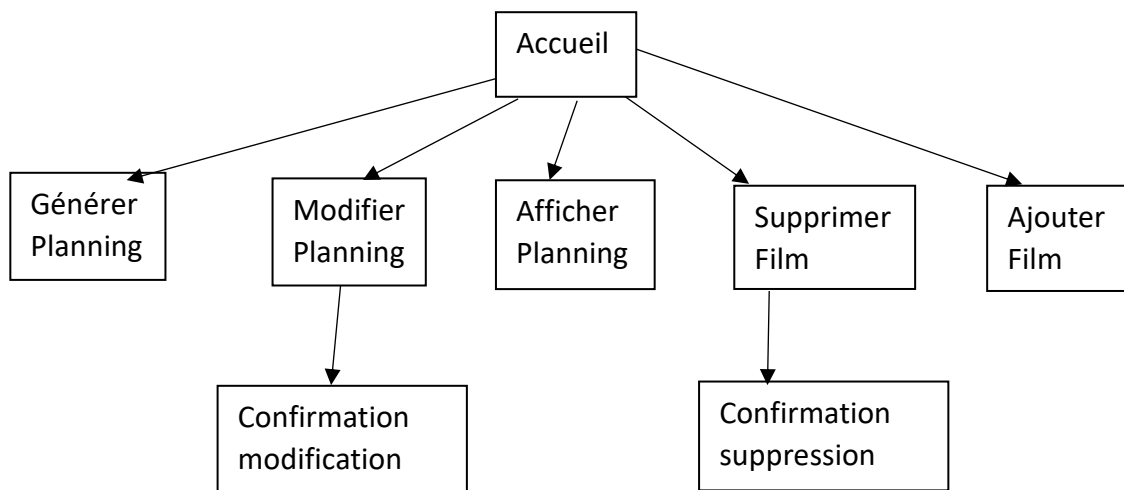 Accueil
Générer
Planning
Modifier
Planning
Afficher
Planning
Supprimer
Film
Ajouter
Film
Confirmation
modification
Confirmation
suppression